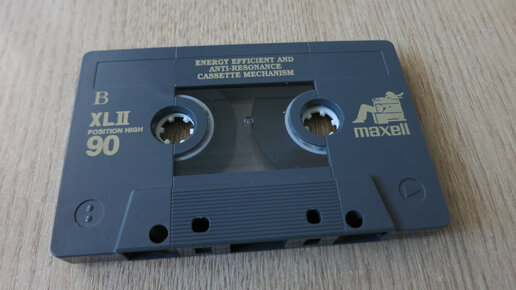 ENERGY EFFICIENT AND
ANTI-RESONANCE
CASSETTE MECHANISM
B
XLII
POSITION HIGH
90
maxell